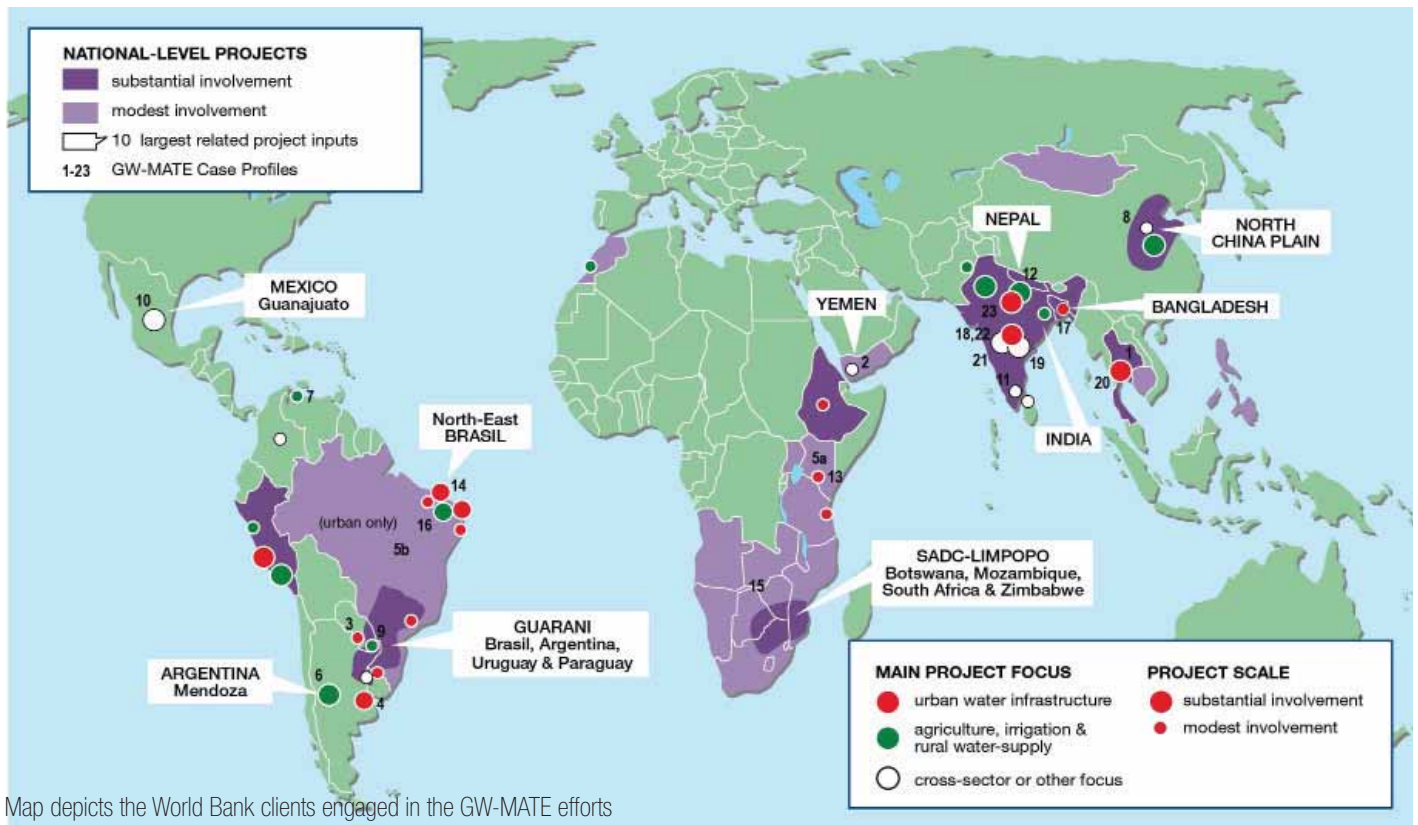 NATIONAL-LEVEL PROJECTS
substantial involvement
modest involvement
10 largest related project inputs
1-23 GW-MATE Case Profiles
8
NORTH
CHINA PLAIN
NEPAL
12
MEXICO
Guanajuato
10
YEMEN
2
BANGLADESH
23
17
18,22
21
19
1
20
11
INDIA
7
North-East
BRASIL
14
(urban only)
16
5b
5a
13
SADC-LIMPOPO
Botswana, Mozambique,
South Africa & Zimbabwe
15
3
9
GUARANI
Brasil, Argentina,
Uruguay & Paraguay
ARGENTINA
Mendoza
6
4
MAIN PROJECT FOCUS
urban water infrastructure
agriculture, irrigation &
rural water-supply
cross-sector or other focus
PROJECT SCALE
substantial involvement
modest involvement
Map depicts the World Bank clients engaged in the GW-MATE efforts